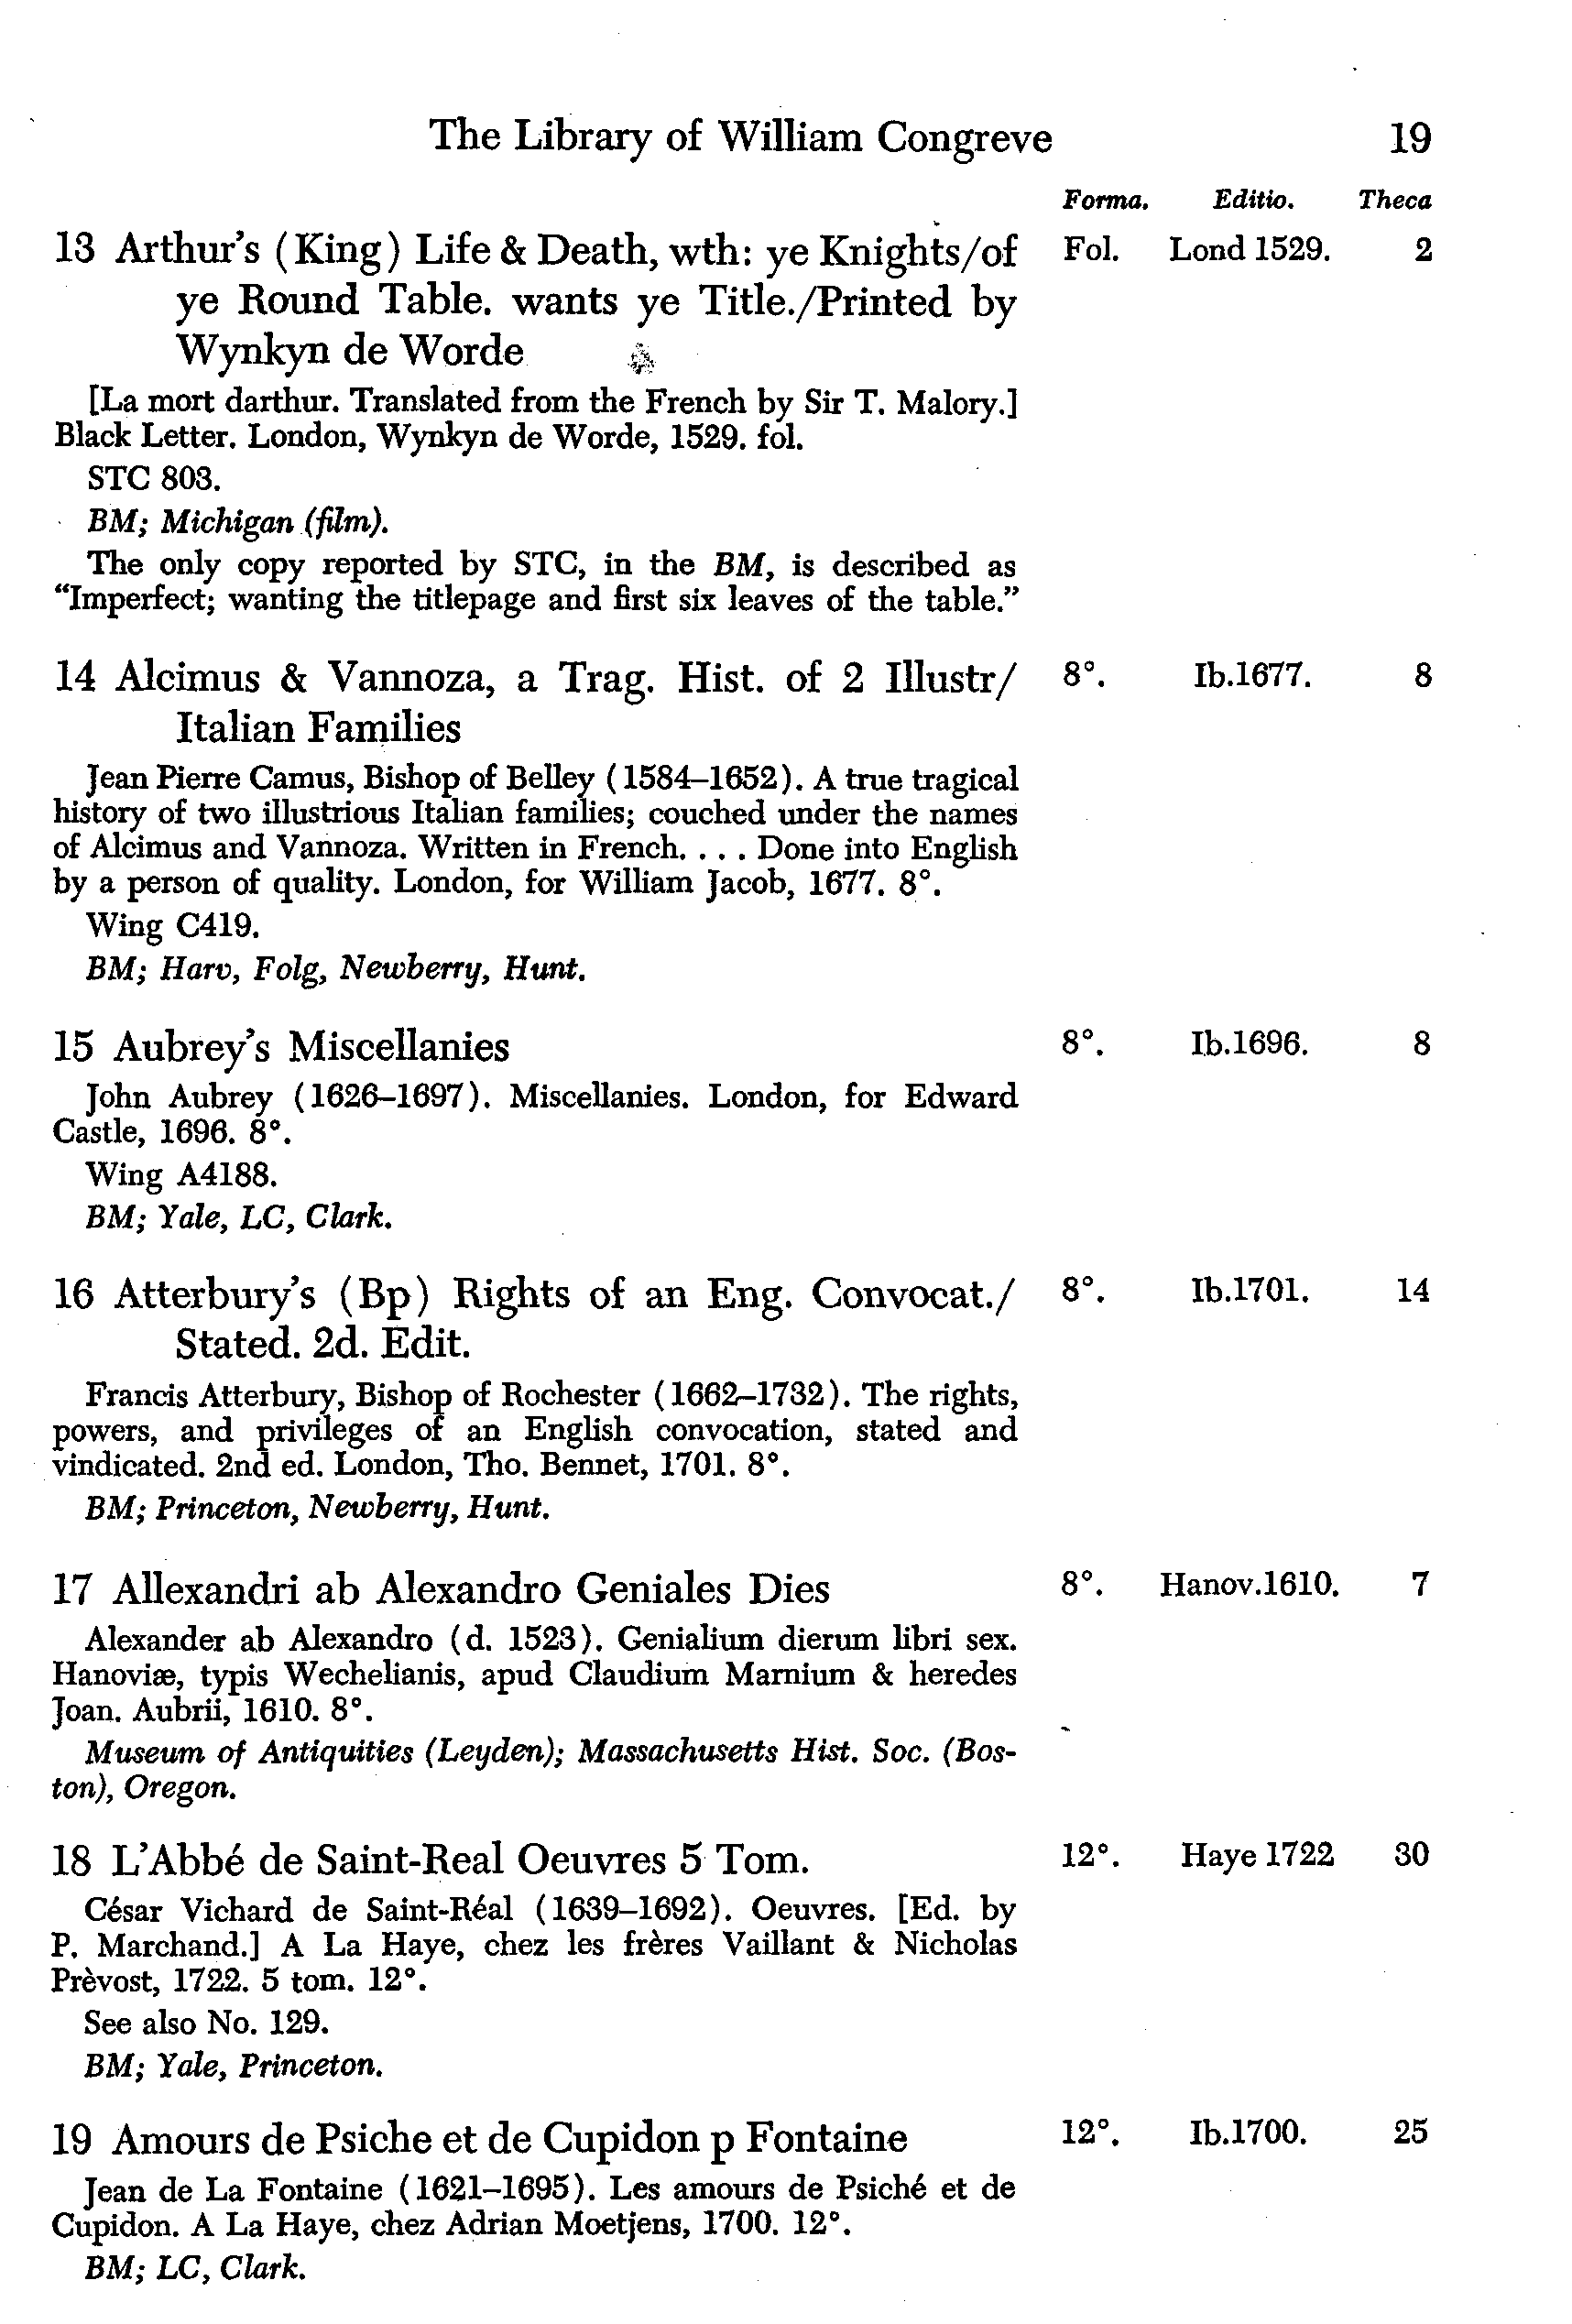 The Library of William Congreve 19
Forma. Editio. Theca
13 Arthur's (King) Life & Death, wth: ye Knights/of Fol. Lond 1529. 2
ye Round Table. wants ye Title./Printed by
Wynkyn de Worde
[La mort darthur. Translated from the French by Sir T. Malory.]
Black Letter. London, Wynkyn de Worde, 1529. fol.
STC 803.
BM; Michigan (film).
The only copy reported by STC, in the BM, is described as
"Imperfect; wanting the titlepage and first six leaves of the table."
14 Alcimus & Vannoza, a Trag. Hist. of 2 Illustr/ 8°. Ib.1677. 8
Italian Families
Jean Pierre Camus, Bishop of Belley (1584–1652). A true tragical
history of two illustrious Italian families; couched under the names
of Alcimus and Vannoza. Written in French. . . . Done into English
by a person of quality. London, for William Jacob, 1677. 8°.
Wing C419.
BM; Harv, Folg, Newberry, Hunt.
15 Aubrey's Miscellanies 8°. Ib.1696. 8
John Aubrey (1626–1697). Miscellanies. London, for Edward
Castle, 1696. 8°.
Wing A4188.
BM; Yale, LC, Clark.
16 Atterbury's (Bp) Rights of an Eng. Convocat./ 8°. Ib.1701. 14
Stated. 2d. Edit.
Francis Atterbury, Bishop of Rochester (1662–1732). The rights,
powers, and privileges of an English convocation, stated and
vindicated. 2nd ed. London, Tho. Bennet, 1701. 8°.
BM; Princeton, Newberry, Hunt.
17 Allexandri ab Alexandro Geniales Dies 8°. Hanov.1610. 7
Alexander ab Alexandro (d. 1523). Genialium dierum libri sex.
Hanoviæ, typis Wechelianis, apud Claudium Marnium & heredes
Joan. Aubrii, 1610. 8°.
Museum of Antiquities (Leyden); Massachusetts Hist. Soc. (Bos-
ton), Oregon.
18 L'Abbé de Saint-Real Oeuvres 5 Tom. 12°. Haye 1722 30
César Vichard de Saint-Réal (1639–1692). Oeuvres. [Ed. by
P. Marchand.] A La Haye, chez les frères Vaillant & Nicholas
Prèvost, 1722. 5 tom. 12°.
See also No. 129.
BM; Yale, Princeton.
19 Amours de Psiche et de Cupidon p Fontaine 12°. Ib.1700. 25
Jean de La Fontaine (1621–1695). Les amours de Psiché et de
Cupidon. A La Haye, chez Adrian Moetjens, 1700. 12°.
BM; LC, Clark.